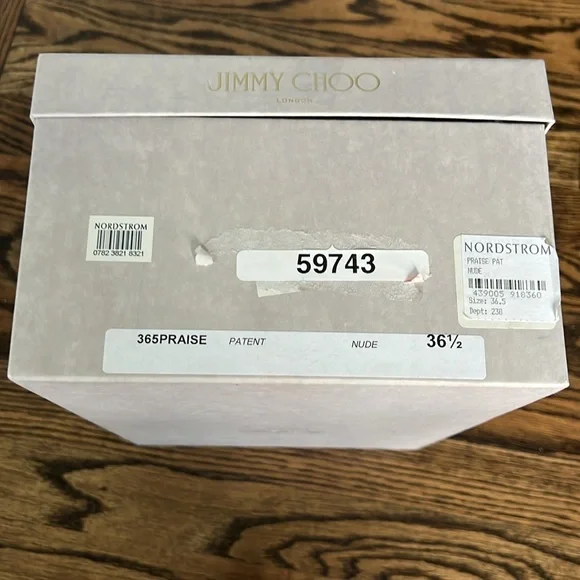 JIMMY CHOO
LONDON
NORDSTROM
0782 3821 8321
59743
NORDSTROM
PRAISE PAT
NUDE
439005 918360
Size: 36.5
Dept: 238
365PRAISE PATENT NUDE 36½